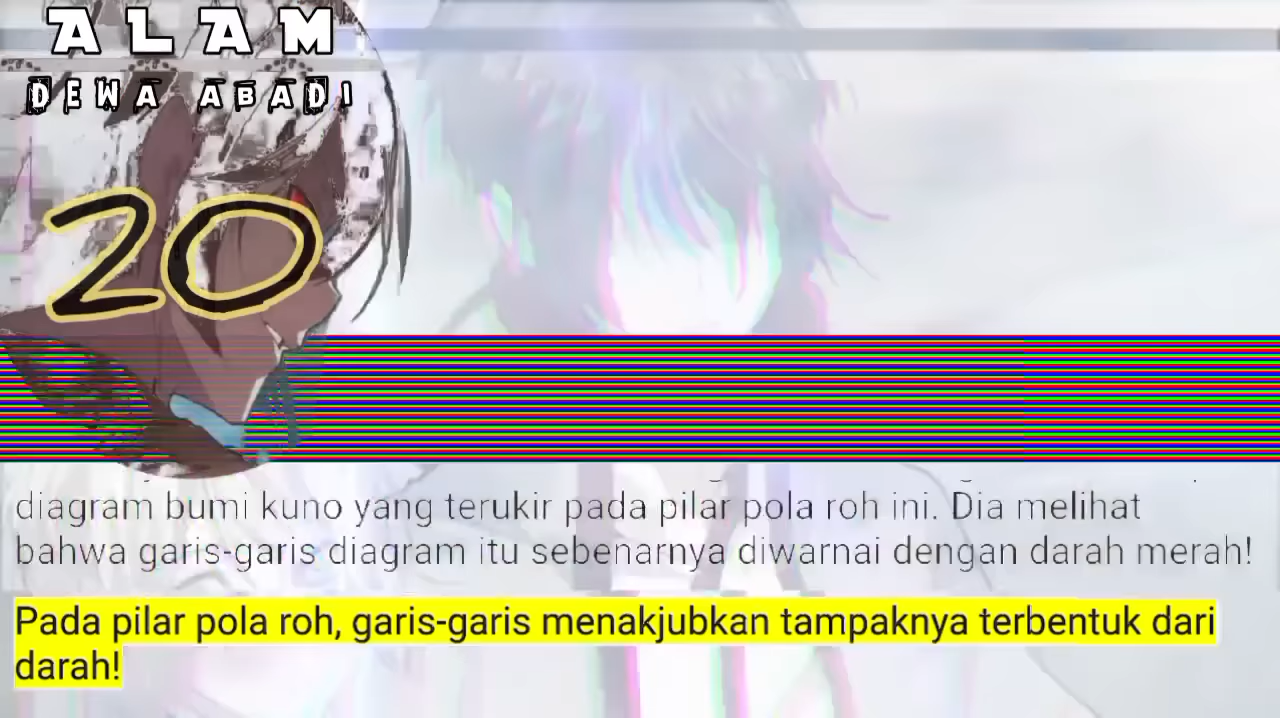 ALAM
DEWA ABADI
20
diagram bumi kuno yang terukir pada pilar pola roh ini. Dia melihat
bahwa garis-garis diagram itu sebenarnya diwarnai dengan darah merah!
Pada pilar pola roh, garis-garis menakjubkan tampaknya terbentuk dari
darah!